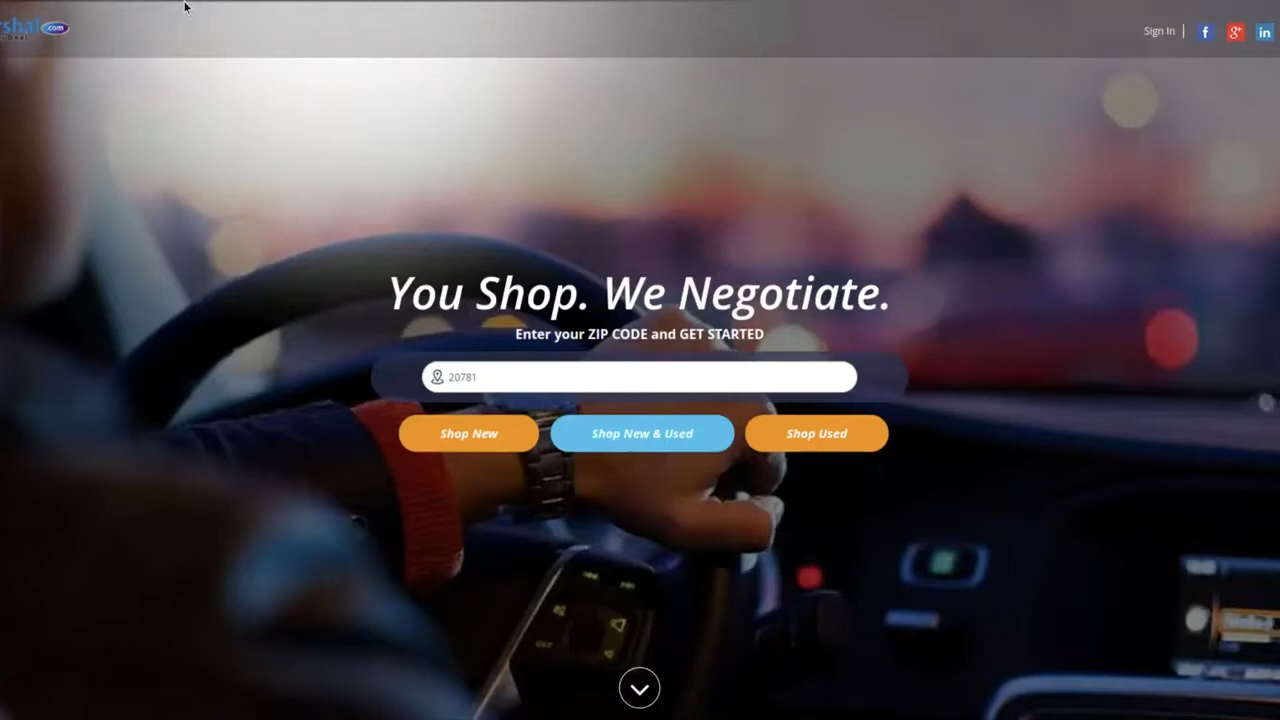 .com
Sign In
You Shop. We Negotiate.
Enter your ZIP CODE and GET STARTED
20781
Shop New
Shop New & Used
Shop Used